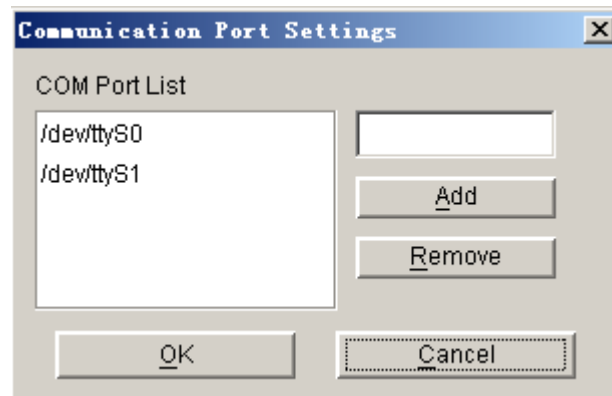 Communication Port Settings
COM Port List
/dev/ttyS0
/dev/ttyS1
Add
Remove
OK
Cancel